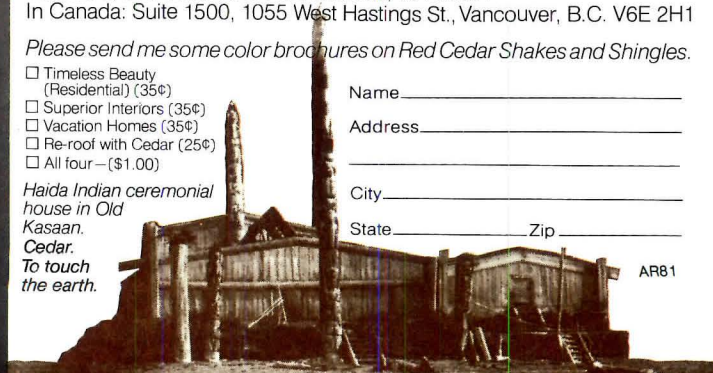 In Canada: Suite 1500, 1055 West Hastings St., Vancouver, B.C. V6E 2H1
Please send me some color brochures on Red Cedar Shakes and Shingles.
☐ Timeless Beauty
(Residential) (35¢)
☐ Superior Interiors (35¢)
☐ Vacation Homes (35¢)
☐ Re-roof with Cedar (25¢)
☐ All four—($1.00)
Haida Indian ceremonial
house in Old
Kasaan.
Cedar.
To touch
the earth.
Name
Address
City
State Zip
AR81